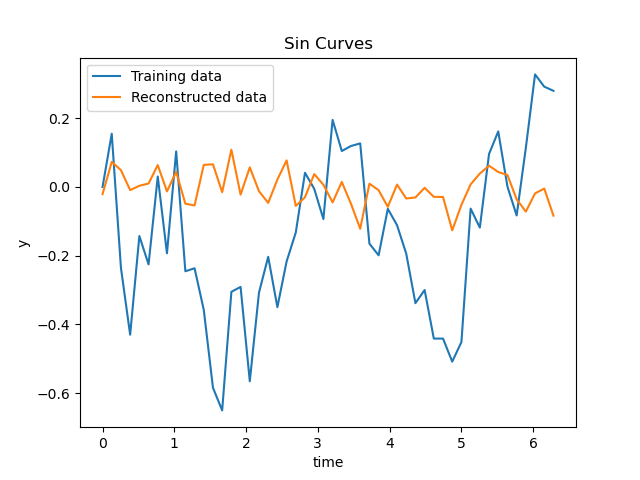 Sin Curves
Training data
Reconstructed data
0.2
0.0
−0.2
−0.4
−0.6
y
0 1 2 3 4 5 6
time